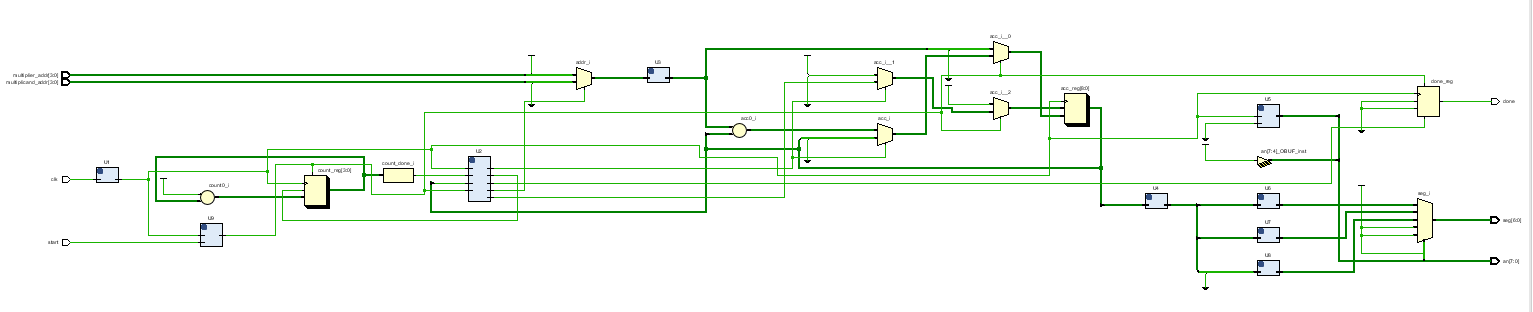 acc_i__0
multiplier_addr[3:0]
multiplicand_addr[3:0]
addr_i
U3
acc_i__1
acc_i__2
acc_reg[8:0]
done_reg
done
U5
acc0_i
acc_i
an[7:4]_OBUF_inst
U1
clk
count0_i
count_reg[3:0]
count_done_i
U2
U4
U6
seg_i
U9
start
U7
seg[6:0]
U8
an[7:0]